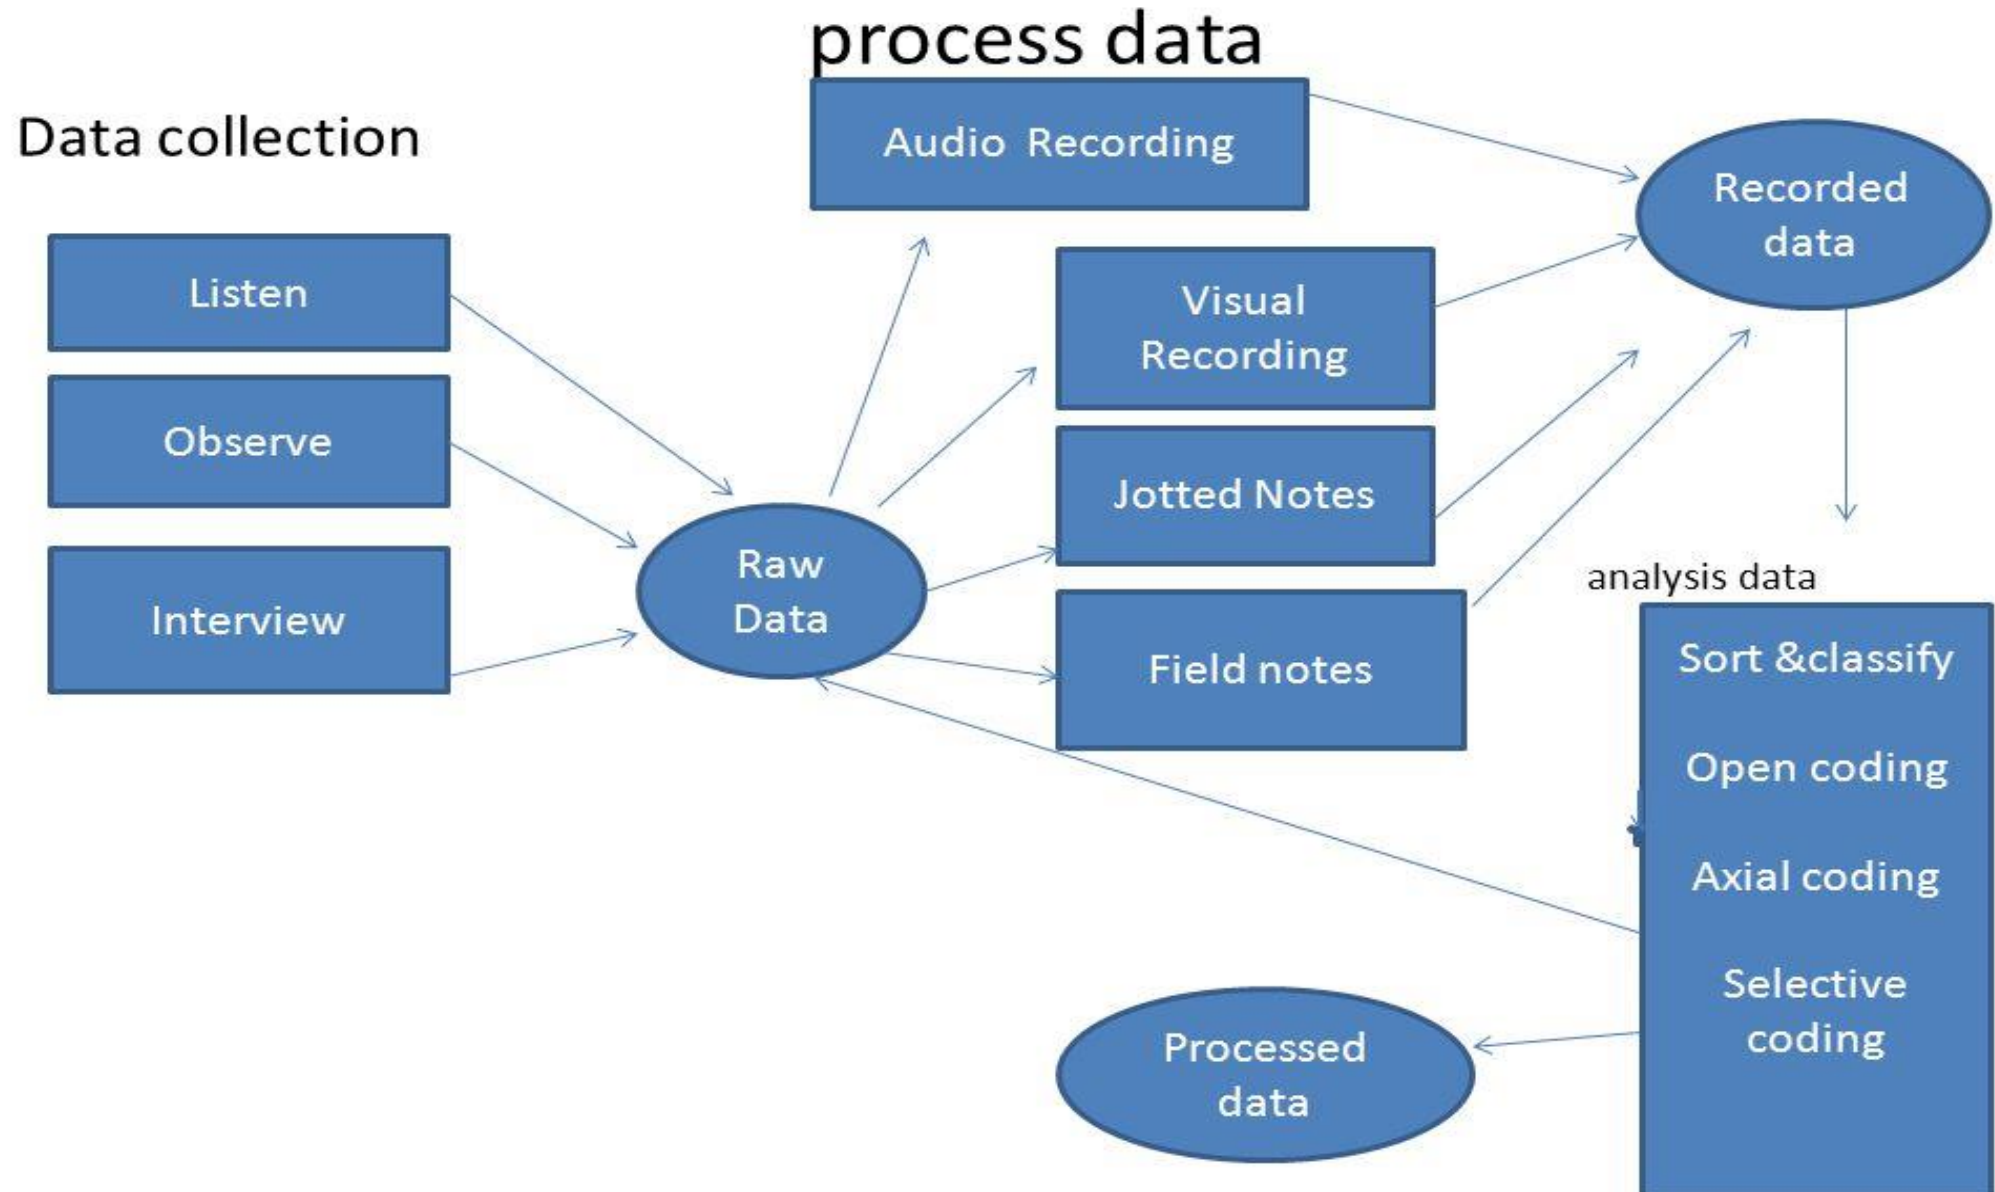 process data
Data collection
Audio Recording
Recorded
data
Listen
Visual
Recording
Observe
Jotted Notes
Raw
Data
Interview
Field notes
analysis data
Sort &classify
Open coding
Axial coding
Selective
coding
Processed
data